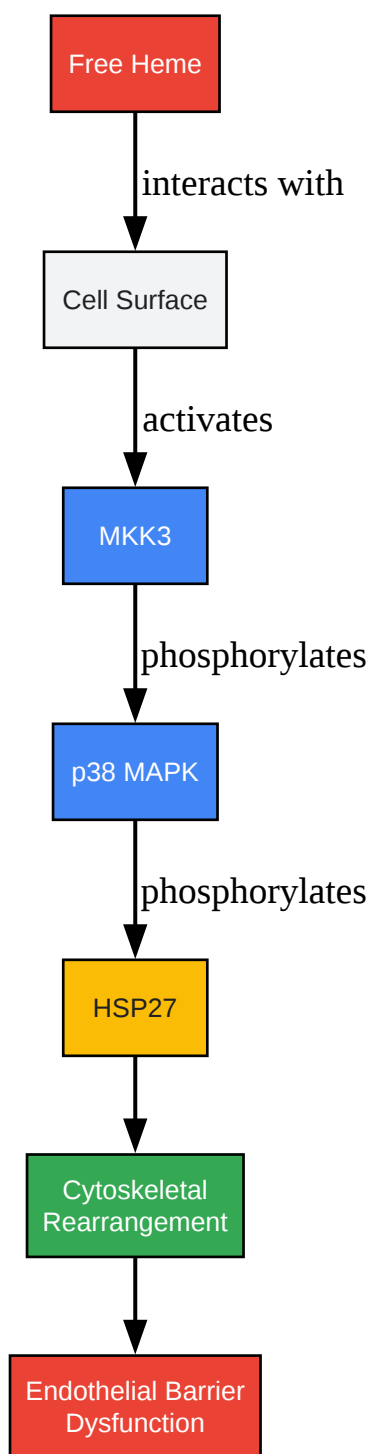 Free Heme
interacts with
Cell Surface
activates
MKK3
phosphorylates
p38 MAPK
phosphorylates
HSP27
Cytoskeletal
Rearrangement
Endothelial Barrier
Dysfunction